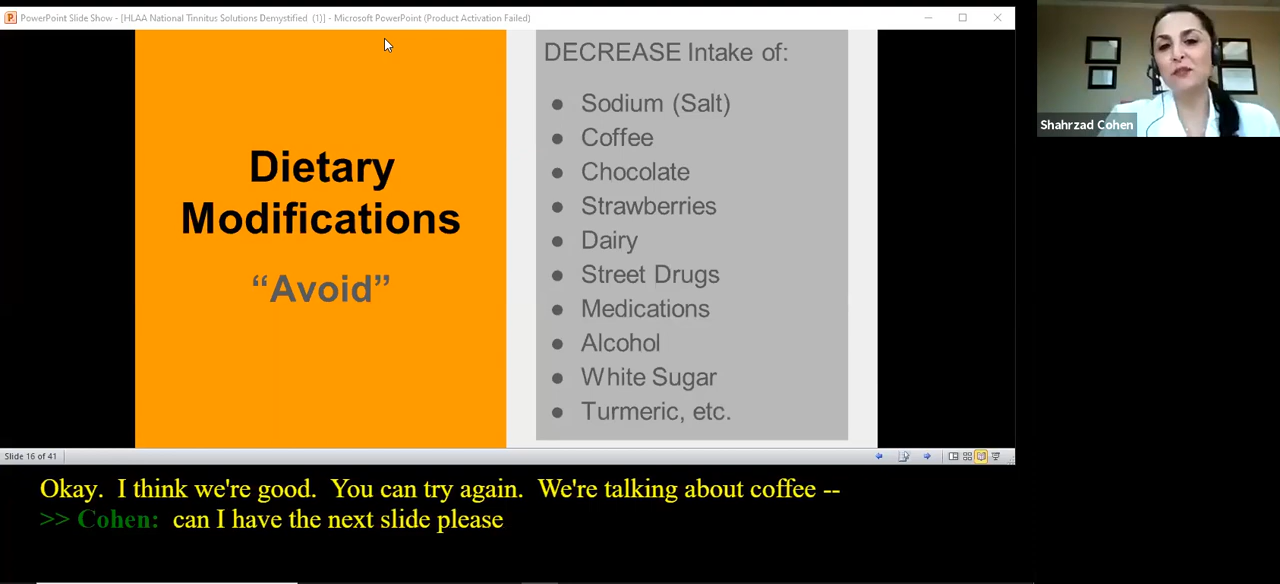 PowerPoint Slide Show - [HLAA National Tinnitus Solutions Demystified (1)] - Microsoft PowerPoint (Product Activation Failed)
DECREASE Intake of:
● Sodium (Salt)
● Coffee
● Chocolate
● Strawberries
● Dairy
● Street Drugs
● Medications
● Alcohol
● White Sugar
● Turmeric, etc.
Dietary
Modifications
“Avoid”
Shahrzad Cohen
Slide 16 of 41
Okay. I think we're good. You can try again. We're talking about coffee --
>> Cohen: can I have the next slide please